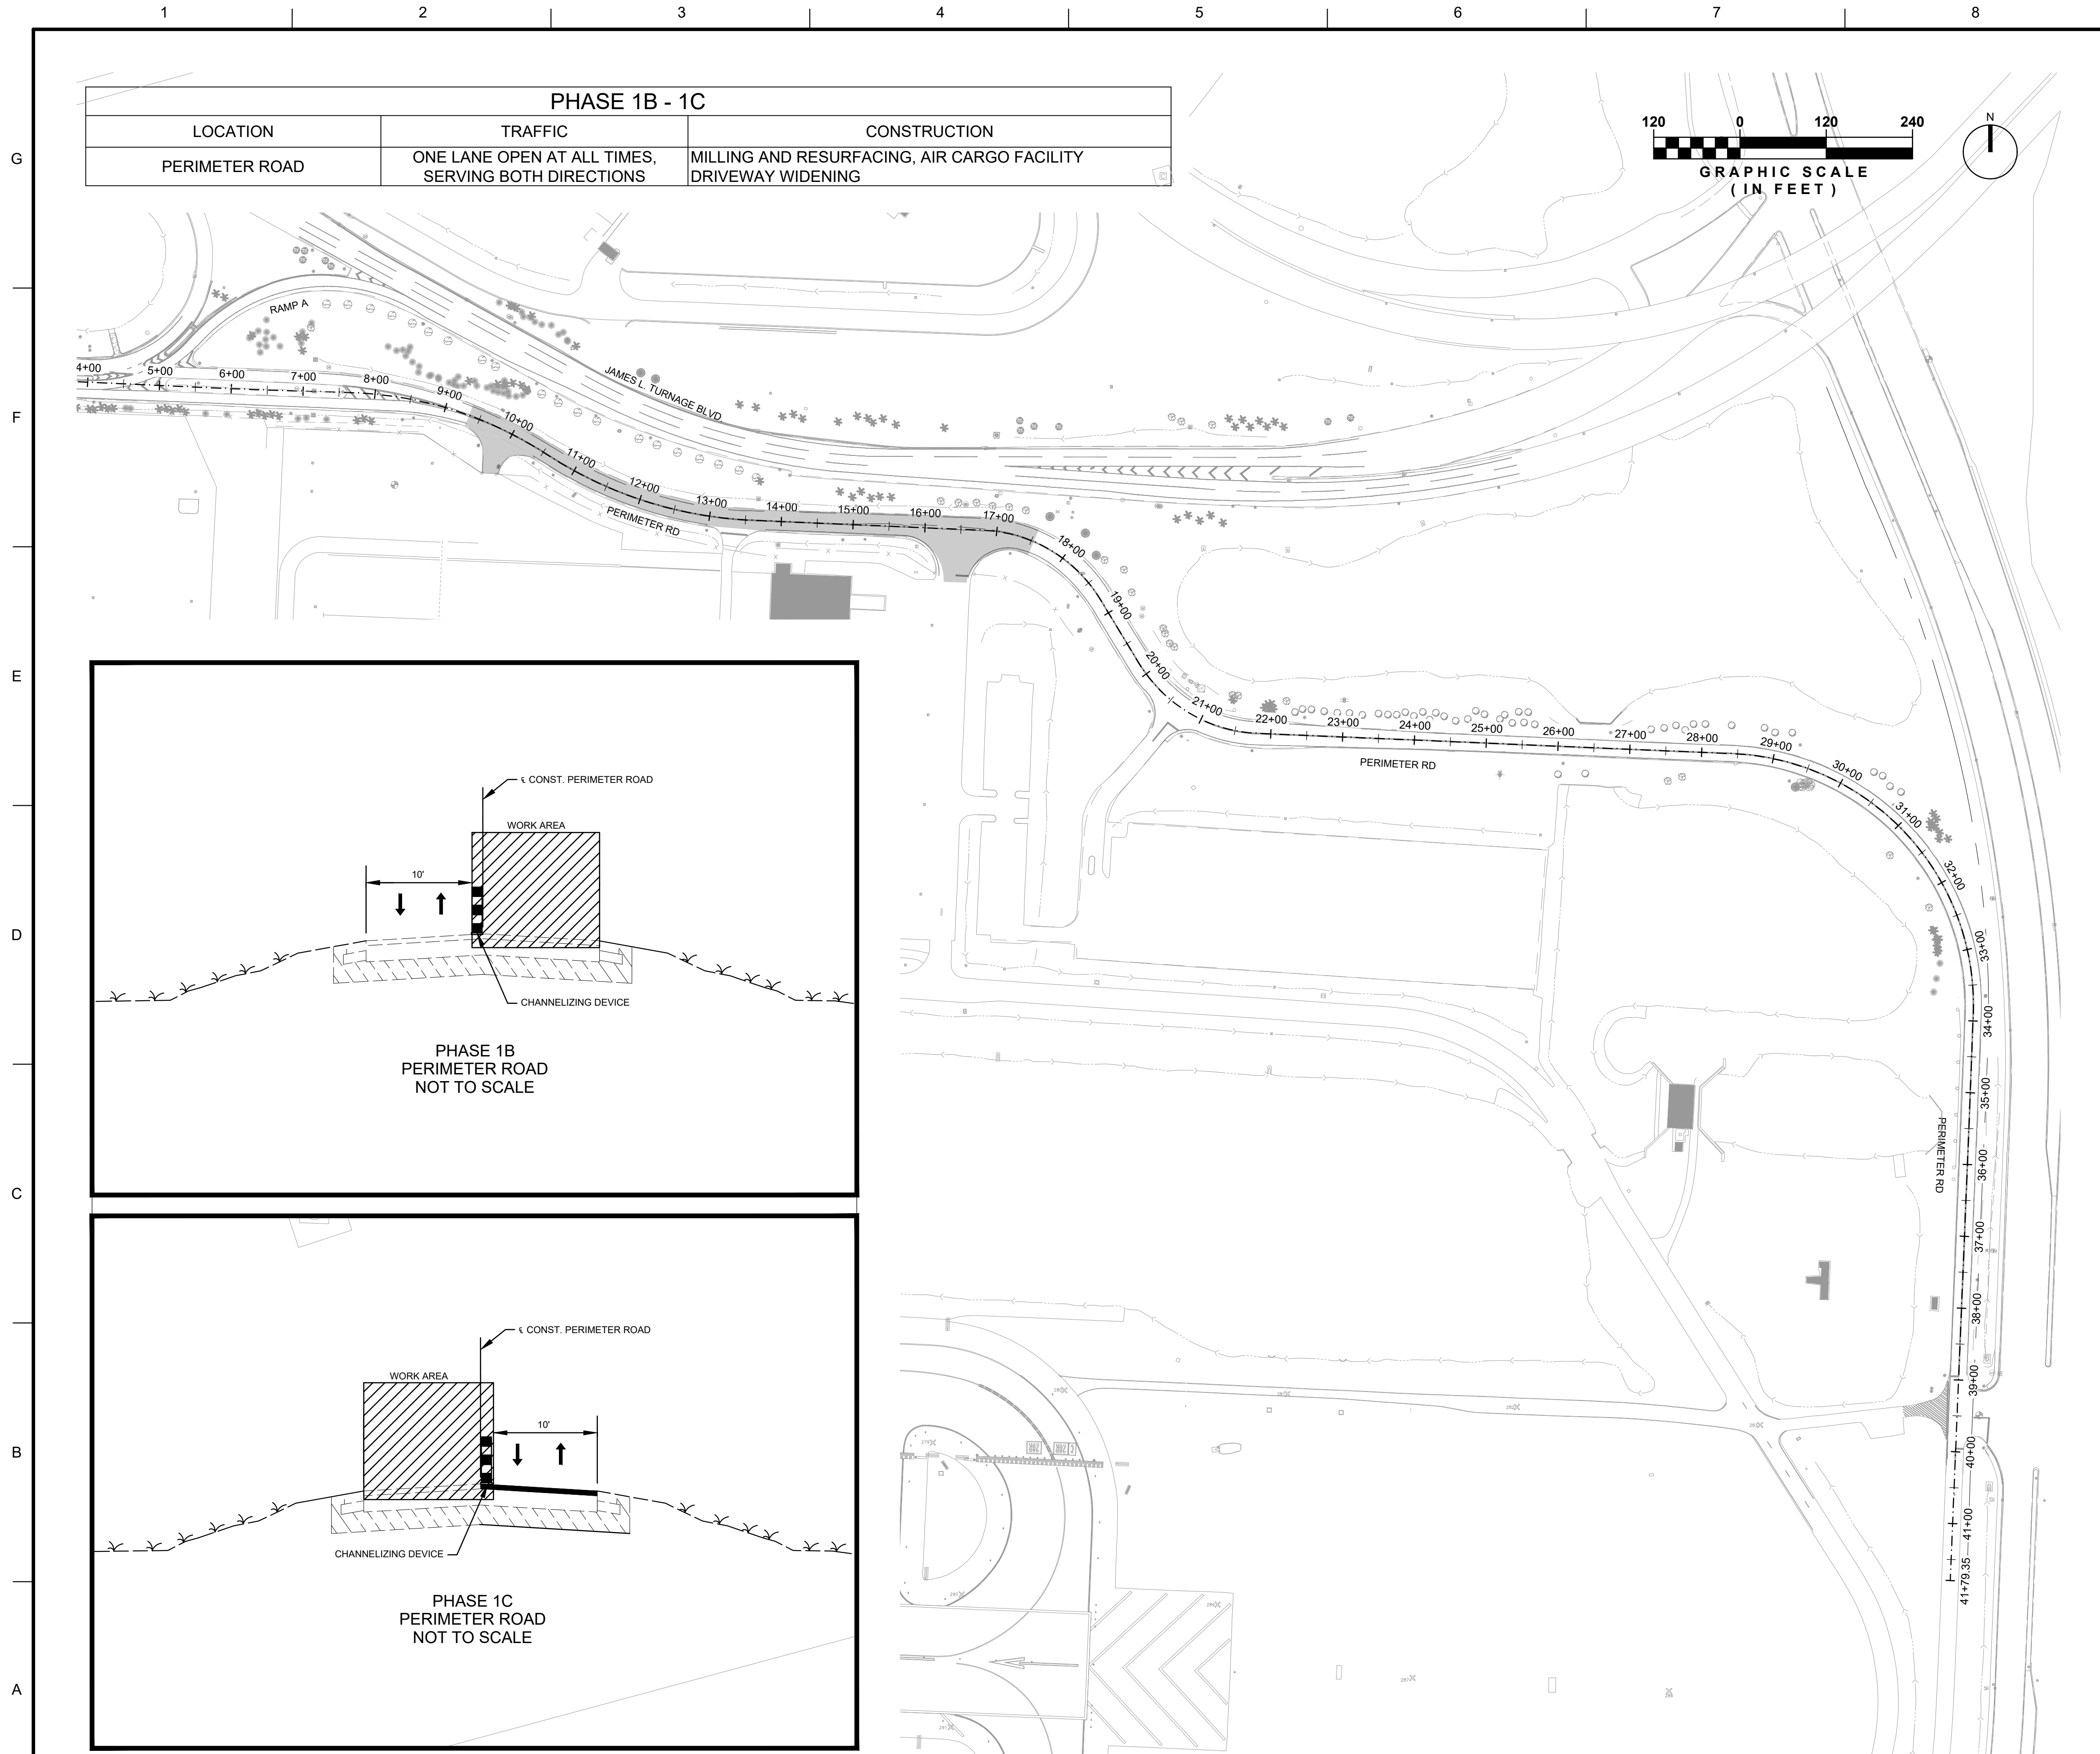 1 2 3 4 5 6 7 8
G
F
E
D
C
B
A
PHASE 1B - 1C
LOCATION TRAFFIC CONSTRUCTION
PERIMETER ROAD
ONE LANE OPEN AT ALL TIMES,
SERVING BOTH DIRECTIONS
MILLING AND RESURFACING, AIR CARGO FACILITY
DRIVEWAY WIDENING
120 0 120 240
GRAPHIC SCALE
( IN FEET )
N
RAMP A
JAMES L. TURNAGE BLVD
4+00
5+00
6+00
7+00
8+00
9+00
10+00
11+00
12+00
13+00
14+00
15+00
16+00
17+00
18+00
19+00
20+00
21+00
22+00
23+00
24+00
25+00
26+00
27+00
28+00
29+00
30+00
31+00
32+00
33+00
34+00
35+00
36+00
37+00
38+00
39+00
40+00
41+00
41+79.35
PERIMETER RD
PERIMETER RD
PERIMETER RD
℄ CONST. PERIMETER ROAD
WORK AREA
10'
CHANNELIZING DEVICE
PHASE 1B
PERIMETER ROAD
NOT TO SCALE
℄ CONST. PERIMETER ROAD
WORK AREA
10'
CHANNELIZING DEVICE
PHASE 1C
PERIMETER ROAD
NOT TO SCALE